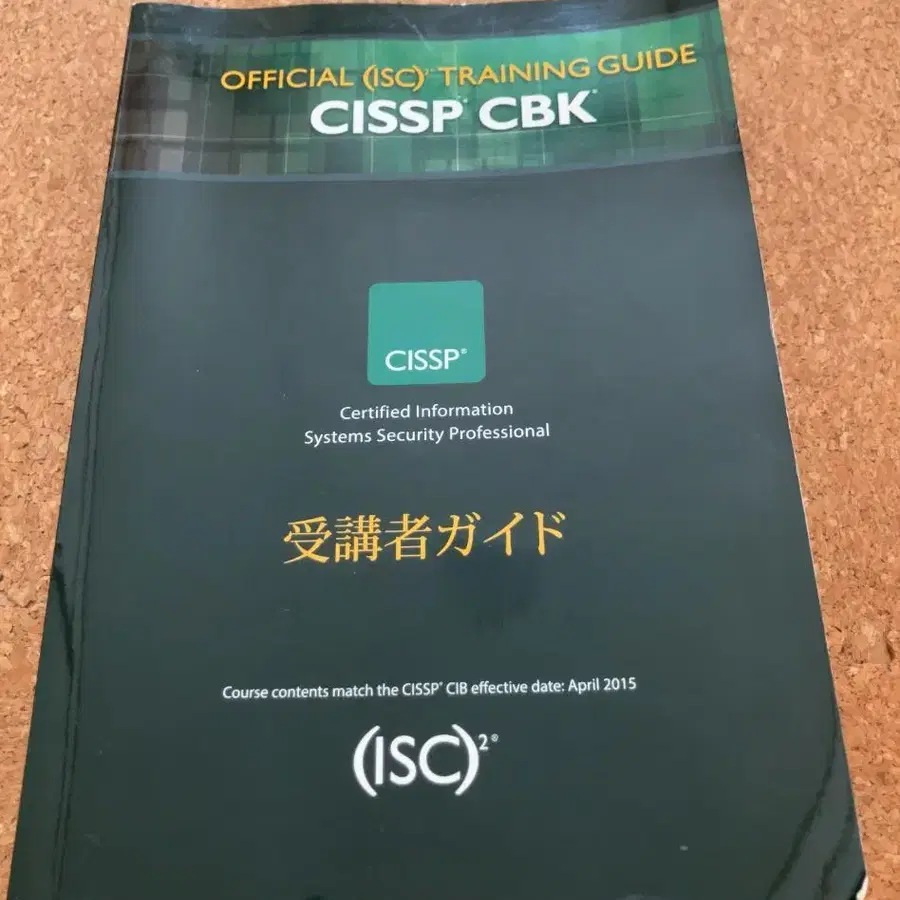 OFFICIAL (ISC)²® TRAINING GUIDE
CISSP® CBK®
CISSP®
Certified Information
Systems Security Professional
受講者ガイド
Course contents match the CISSP® CIB effective date: April 2015
(ISC)²®